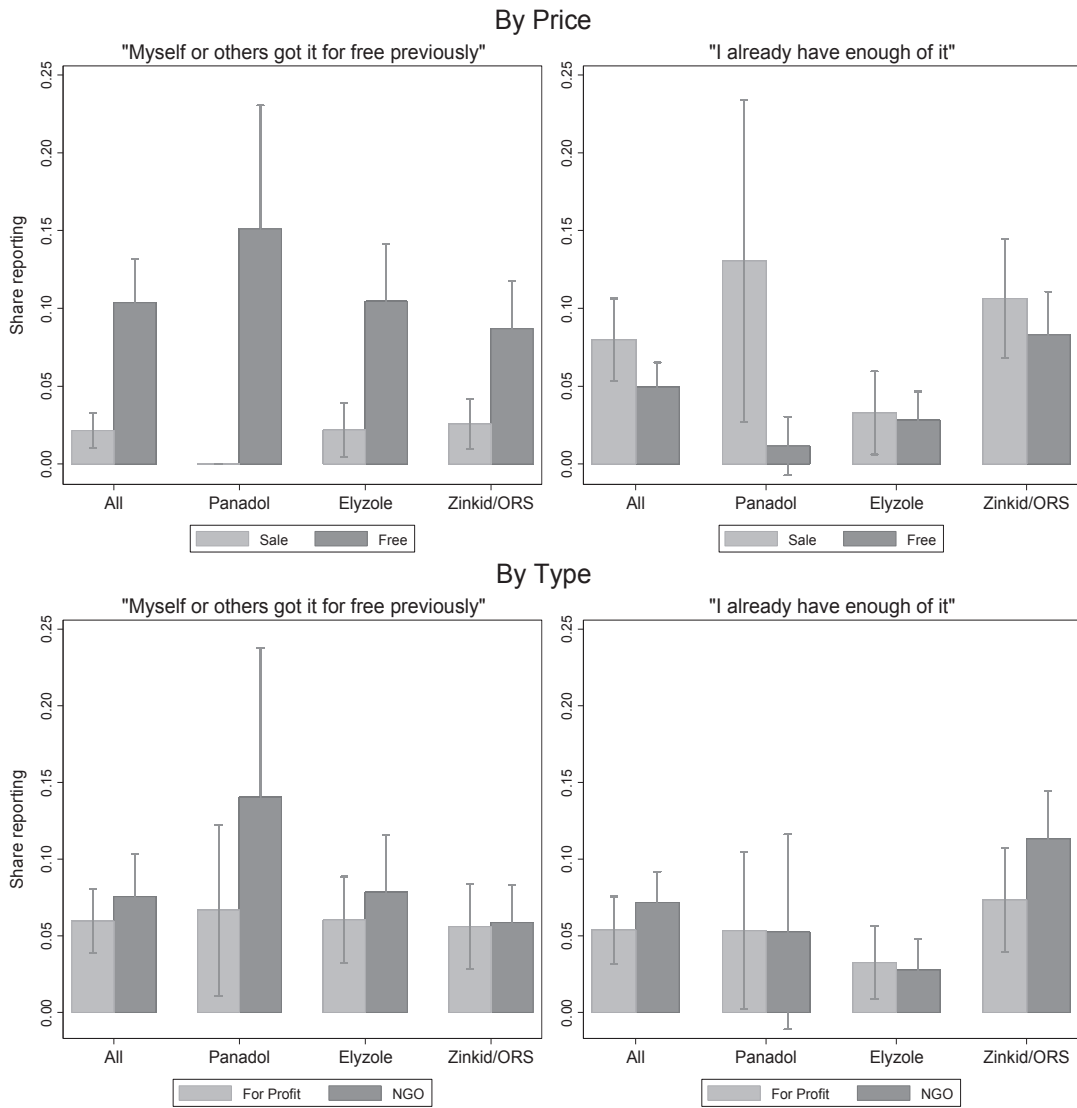 By Price
"Myself or others got it for free previously"
"I already have enough of it"
Share reporting
0.25
0.20
0.15
0.10
0.05
0.00
0.25
0.20
0.15
0.10
0.05
0.00
All Panadol Elyzole Zinkid/ORS
All Panadol Elyzole Zinkid/ORS
Sale Free
Sale Free
By Type
"Myself or others got it for free previously"
"I already have enough of it"
Share reporting
0.25
0.20
0.15
0.10
0.05
0.00
0.25
0.20
0.15
0.10
0.05
0.00
All Panadol Elyzole Zinkid/ORS
All Panadol Elyzole Zinkid/ORS
For Profit NGO
For Profit NGO